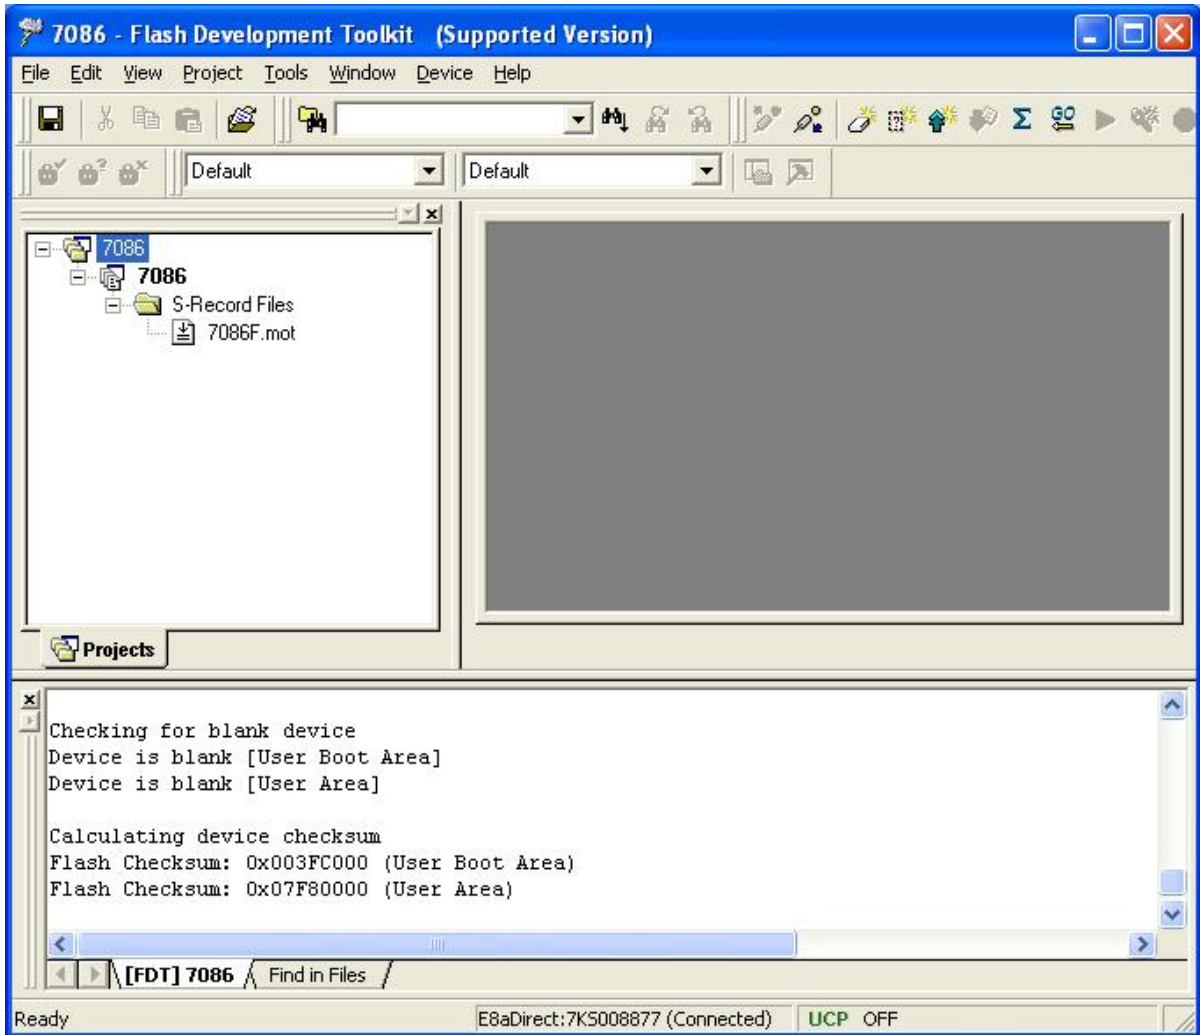 7086 - Flash Development Toolkit (Supported Version)
File Edit View Project Tools Window Device Help
GO
Default Default
7086
7086
S-Record Files
7086F.mot
Projects
Checking for blank device
Device is blank [User Boot Area]
Device is blank [User Area]
Calculating device checksum
Flash Checksum: 0x003FC000 (User Boot Area)
Flash Checksum: 0x07F80000 (User Area)
[FDT] 7086 Find in Files
Ready E8aDirect:7KS008877 (Connected) UCP OFF